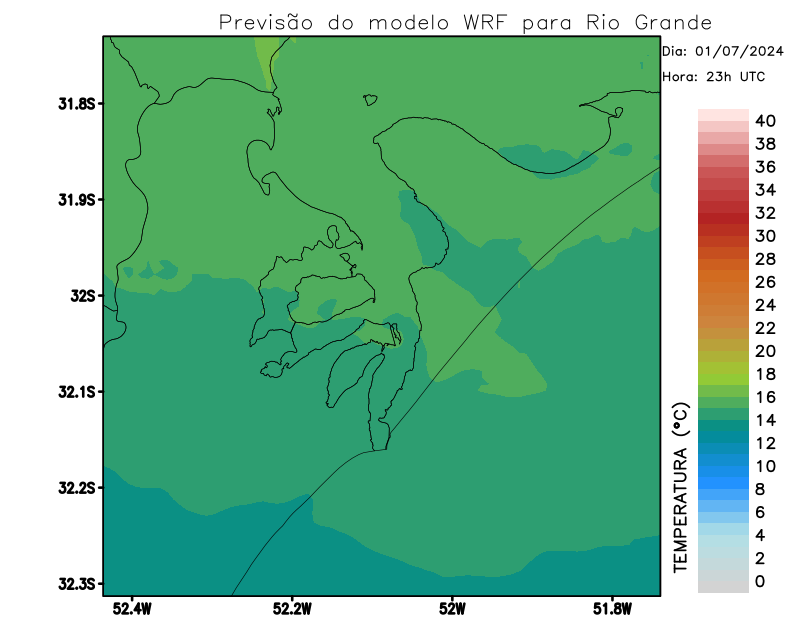 Previsão do modelo WRF para Rio Grande
Dia: 01/07/2024
Hora: 23h UTC
31.8S
31.9S
32S
32.1S
32.2S
32.3S
52.4W
52.2W
52W
51.8W
40
38
36
34
32
30
28
26
24
22
20
18
16
14
12
10
8
6
4
2
0
TEMPERATURA (°C)